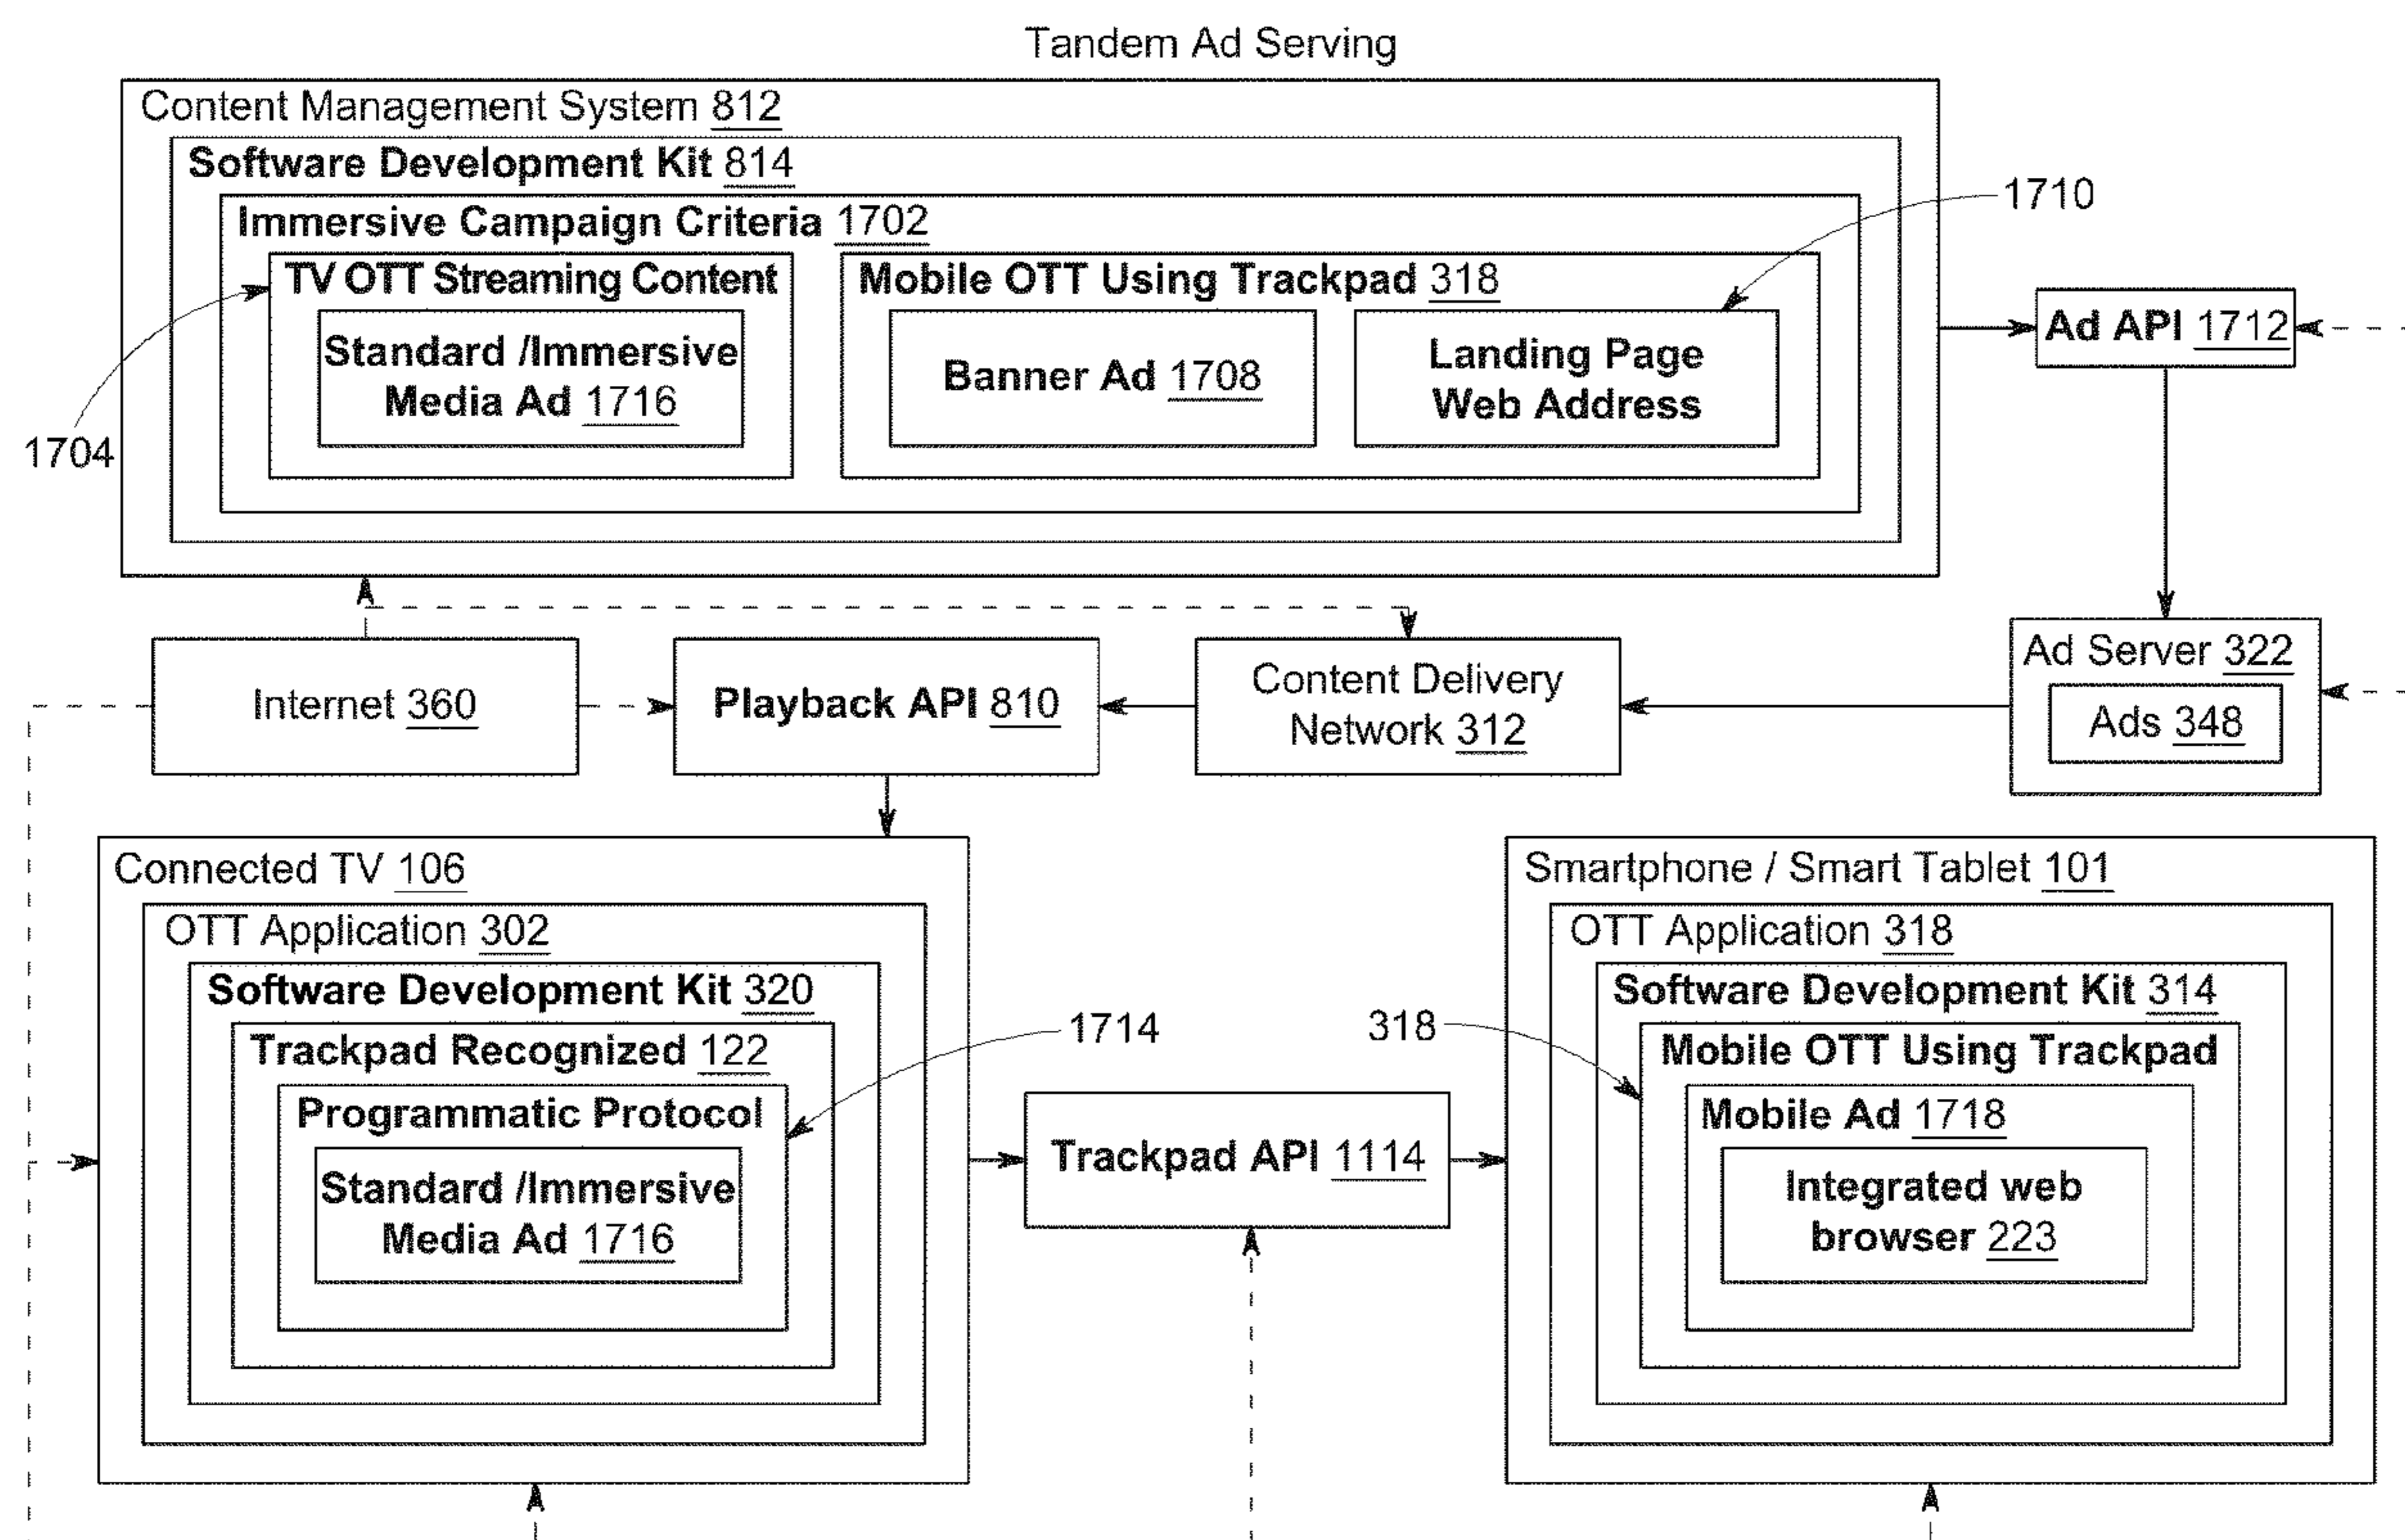 Tandem Ad Serving
Content Management System 812
Software Development Kit 814
Immersive Campaign Criteria 1702
1710
TV OTT Streaming Content
Standard /Immersive
Media Ad 1716
1704
Mobile OTT Using Trackpad 318
Banner Ad 1708
Landing Page
Web Address
Ad API 1712
Internet 360
Playback API 810
Content Delivery
Network 312
Ad Server 322
Ads 348
Connected TV 106
OTT Application 302
Software Development Kit 320
Trackpad Recognized 122
1714
Programmatic Protocol
Standard /Immersive
Media Ad 1716
Trackpad API 1114
Smartphone / Smart Tablet 101
OTT Application 318
Software Development Kit 314
318
Mobile OTT Using Trackpad
Mobile Ad 1718
Integrated web
browser 223